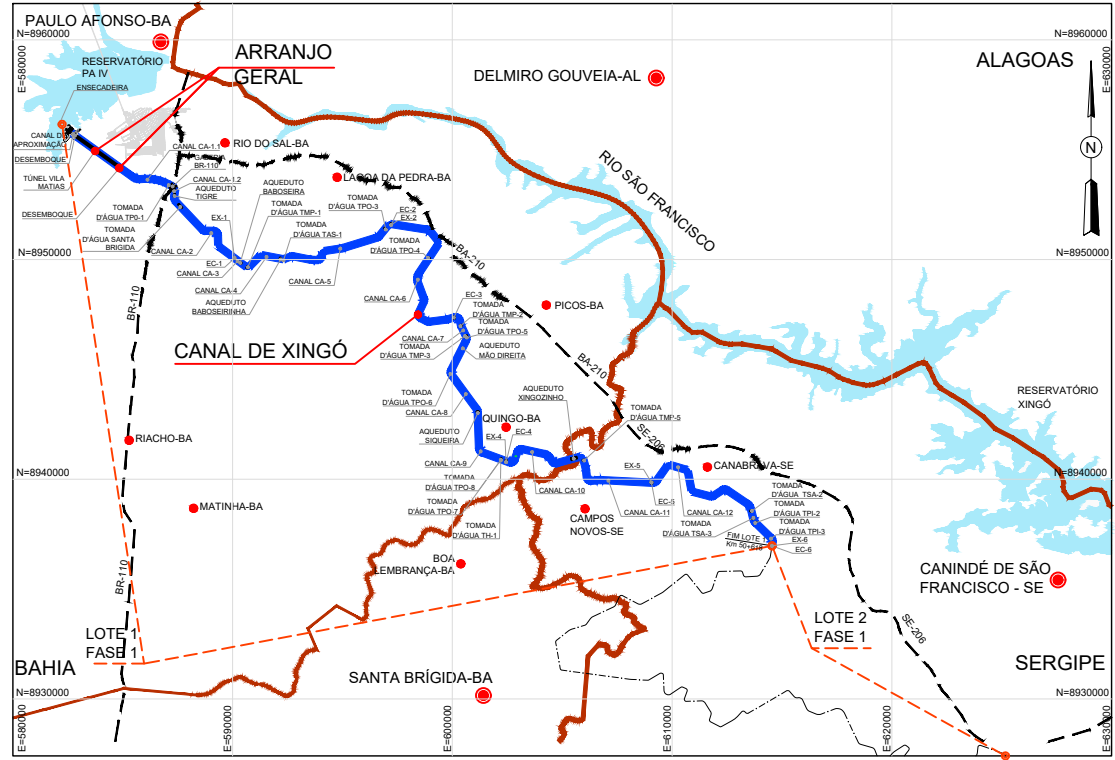 PAULO AFONSO-BA
N=8960000
N=8960000
E=580000
E=630000
RESERVATÓRIO
PA IV
ENSECADEIRA
ARRANJO
GERAL
DELMIRO GOUVEIA-AL
ALAGOAS
N
CANAL DE
APROXIMAÇÃO
DESEMBOQUE
TÚNEL VILA
MATIAS
DESEMBOQUE
CANAL CA-1.1
BR-110
CANAL CA-1.2
AQUEDUTO
TIGRE
RIO DO SAL-BA
LAGOA DA PEDRA-BA
RIO SÃO FRANCISCO
TOMADA
D'ÁGUA TP0-1
TOMADA
D'ÁGUA SANTA
BRIGIDA
CANAL CA-2
EX-1
EC-1
CANAL CA-3
CANAL CA-4
AQUEDUTO
BABOSEIRINHA
AQUEDUTO
BABOSEIRA
TOMADA
D'ÁGUA TMP-1
TOMADA
D'ÁGUA TAS-1
TOMADA
D'ÁGUA TPO-3
EC-2
EX-2
TOMADA
D'ÁGUA TPO-4
CANAL CA-5
N=8950000
N=8950000
BA-210
CANAL CA-6
EC-3
TOMADA
D'ÁGUA TMP-2
TOMADA
D'ÁGUA TPO-5
CANAL CA-7
TOMADA
D'ÁGUA TMP-3
AQUEDUTO
MÃO DIREITA
PICOS-BA
BR-110
CANAL DE XINGÓ
BA-210
TOMADA
D'ÁGUA TPO-6
CANAL CA-8
AQUEDUTO
XINGOZINHO
TOMADA
D'ÁGUA TMP-5
RESERVATÓRIO
XINGÓ
QUINGO-BA
AQUEDUTO
SIQUEIRA
EX-4
EC-4
SE-206
RIACHO-BA
CANAL CA-9
TOMADA
D'ÁGUA TPO-8
TOMADA
D'ÁGUA TPO-7
CANAL CA-10
EX-5
CANABRAVA-SE
N=8940000
N=8940000
CANAL CA-11
EC-5
CANAL CA-12
TOMADA
D'ÁGUA TSA-2
TOMADA
D'ÁGUA TPI-2
TOMADA
D'ÁGUA TSA-3
TOMADA
D'ÁGUA TPI-3
MATINHA-BA
TOMADA
D'ÁGUA TH-1
CAMPOS
NOVOS-SE
FIM LOTE 1
Km 50+618
EX-6
EC-6
BOA
LEMBRANÇA-BA
CANINDÉ DE SÃO
FRANCISCO - SE
BR-110
LOTE 1
FASE 1
LOTE 2
FASE 1
SE-206
BAHIA
SANTA BRÍGIDA-BA
SERGIPE
N=8930000
N=8930000
E=580000
E=590000
E=600000
E=610000
E=620000
E=630000